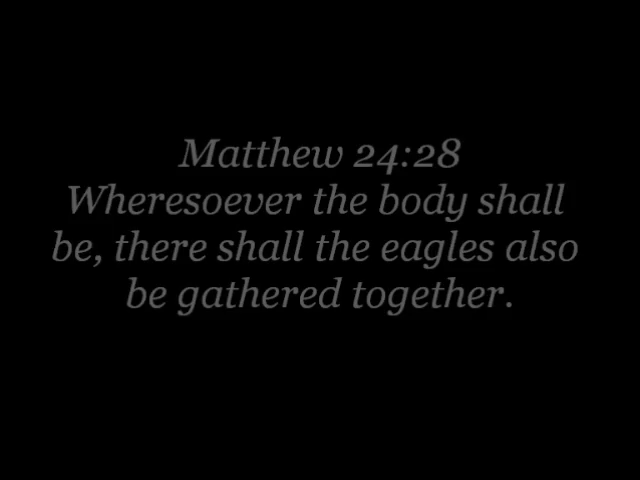 Matthew 24:28
Wheresoever the body shall
be, there shall the eagles also
be gathered together.